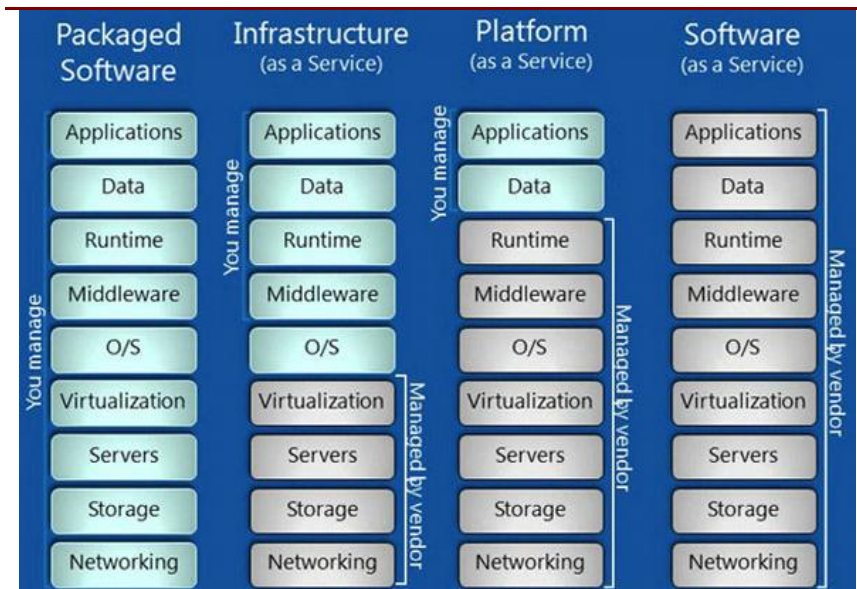 Packaged
Software
Applications
Data
Runtime
Middleware
O/S
Virtualization
Servers
Storage
Networking
You manage
Infrastructure
(as a Service)
Applications
Data
Runtime
Middleware
O/S
Virtualization
Servers
Storage
Networking
You manage
Managed by vendor
Platform
(as a Service)
Applications
Data
Runtime
Middleware
O/S
Virtualization
Servers
Storage
Networking
You manage
Managed by vendor
Software
(as a Service)
Applications
Data
Runtime
Middleware
O/S
Virtualization
Servers
Storage
Networking
Managed by vendor